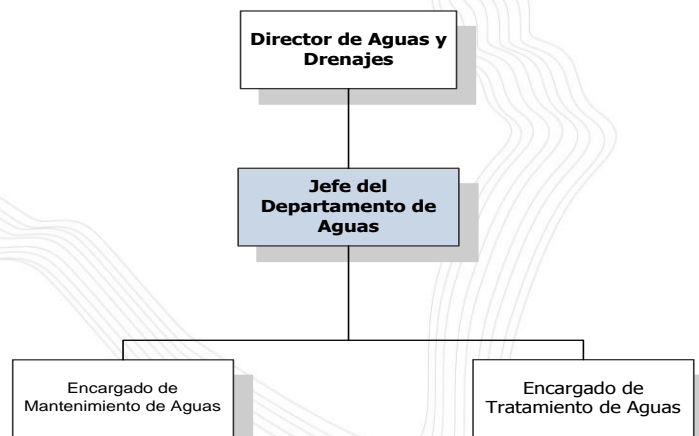 Director de Aguas y
Drenajes
Jefe del
Departamento de
Aguas
Encargado de
Mantenimiento de Aguas
Encargado de
Tratamiento de Aguas